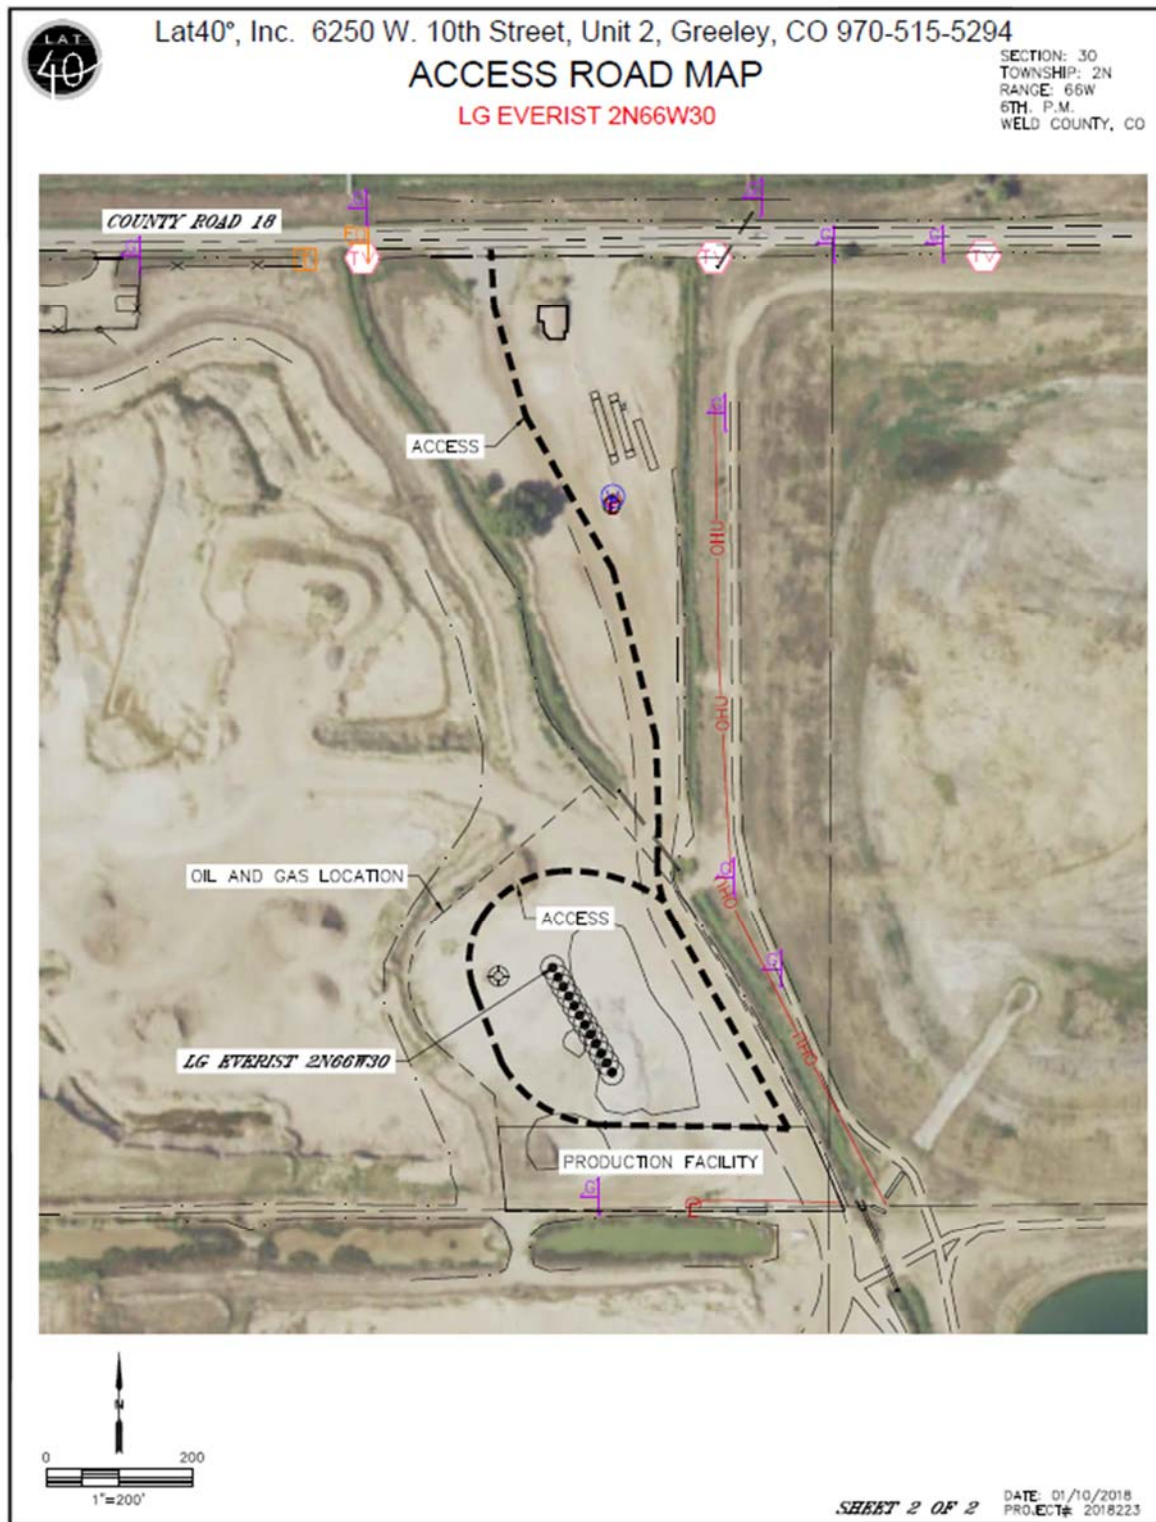 LAT
40
Lat40°, Inc. 6250 W. 10th Street, Unit 2, Greeley, CO 970-515-5294
ACCESS ROAD MAP
LG EVERIST 2N66W30
SECTION: 30
TOWNSHIP: 2N
RANGE: 66W
6TH. P.M.
WELD COUNTY, CO
COUNTY ROAD 18
G
G
G
G
G
TV
TV
TV
ACCESS
G
OHU
OHU
OIL AND GAS LOCATION
ACCESS
G
OHU
G
OHU
LG EVERIST 2N66W30
PRODUCTION FACILITY
G
N
0 200
1"=200'
SHEET 2 OF 2
DATE: 01/10/2018
PROJECT#: 2018223